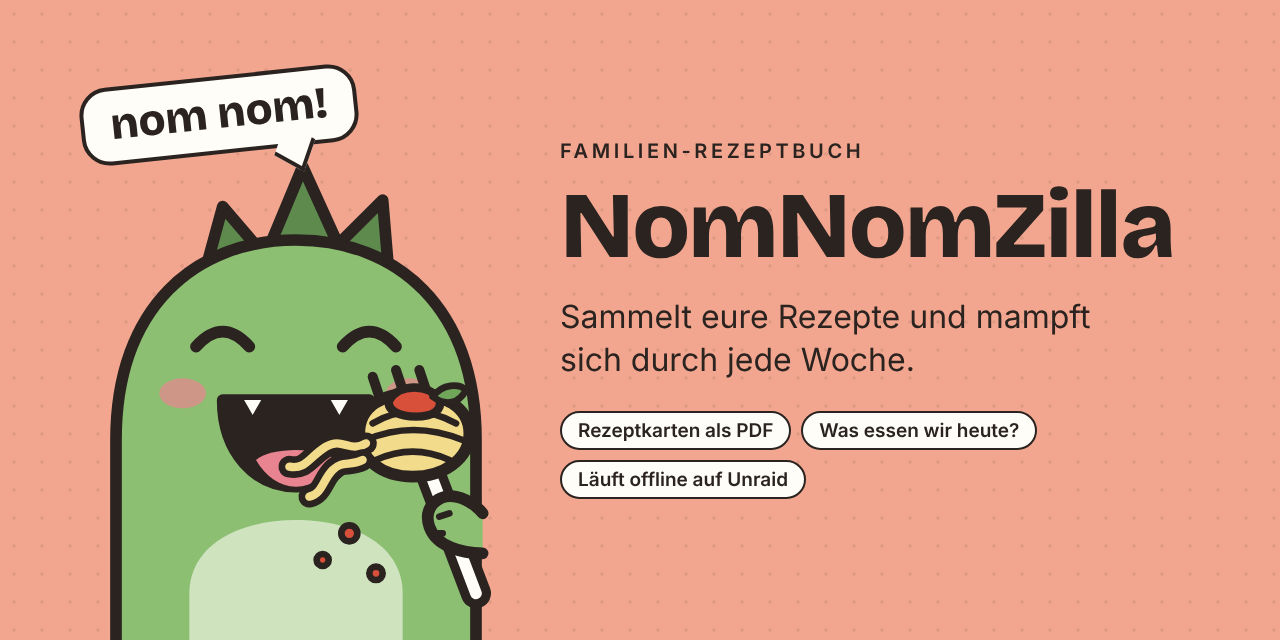 nom nom!
FAMILIEN-REZEPTBUCH
NomNomZilla
Sammelt eure Rezepte und mampft
sich durch jede Woche.
Rezeptkarten als PDF
Was essen wir heute?
Läuft offline auf Unraid